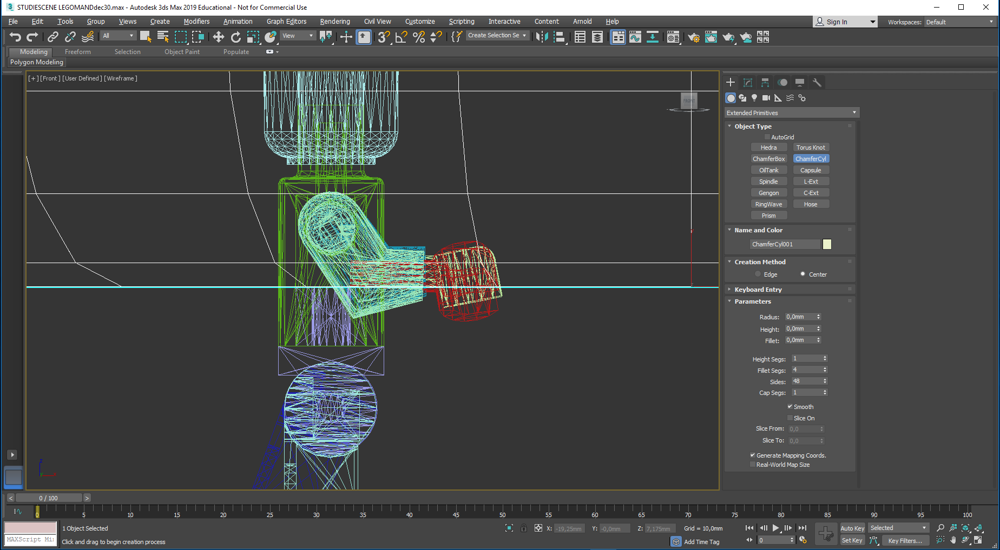 STUDIESCENE LEGOMANDdec30.max - Autodesk 3ds Max 2019 Educational - Not for Commercial Use
File Edit Tools Group Views Create Modifiers Animation Graph Editors Rendering Civil View Customize Scripting Interactive Content Arnold Help Sign In Workspaces: Default
All View Create Selection Se
Modeling Freeform Selection Object Paint Populate
Polygon Modeling
[+] [Front] [User Defined] [Wireframe]
FRONT
Extended Primitives
Object Type
AutoGrid
Hedra Torus Knot
ChamferBox ChamferCyl
OilTank Capsule
Spindle L-Ext
Gengon C-Ext
RingWave Hose
Prism
Name and Color
ChamferCyl001
Creation Method
Edge Center
Keyboard Entry
Parameters
Radius: 0,0mm
Height: 0,0mm
Fillet: 0,0mm
Height Segs: 1
Fillet Segs: 4
Sides: 48
Cap Segs: 1
Smooth
Slice On
Slice From: 0,0
Slice To: 0,0
Generate Mapping Coords.
Real-World Map Size
z
y
< 0 / 100 >
0 5 10 15 20 25 30 35 40 45 50 55 60 65 70 75 80 85 90 95 100
1 Object Selected X: -19,25mm Y: -0,0mm Z: 7,175mm Grid = 10,0mm Auto Key Selected
MAXScript Mi
Click and drag to begin creation process Add Time Tag 0 Set Key Key Filters...